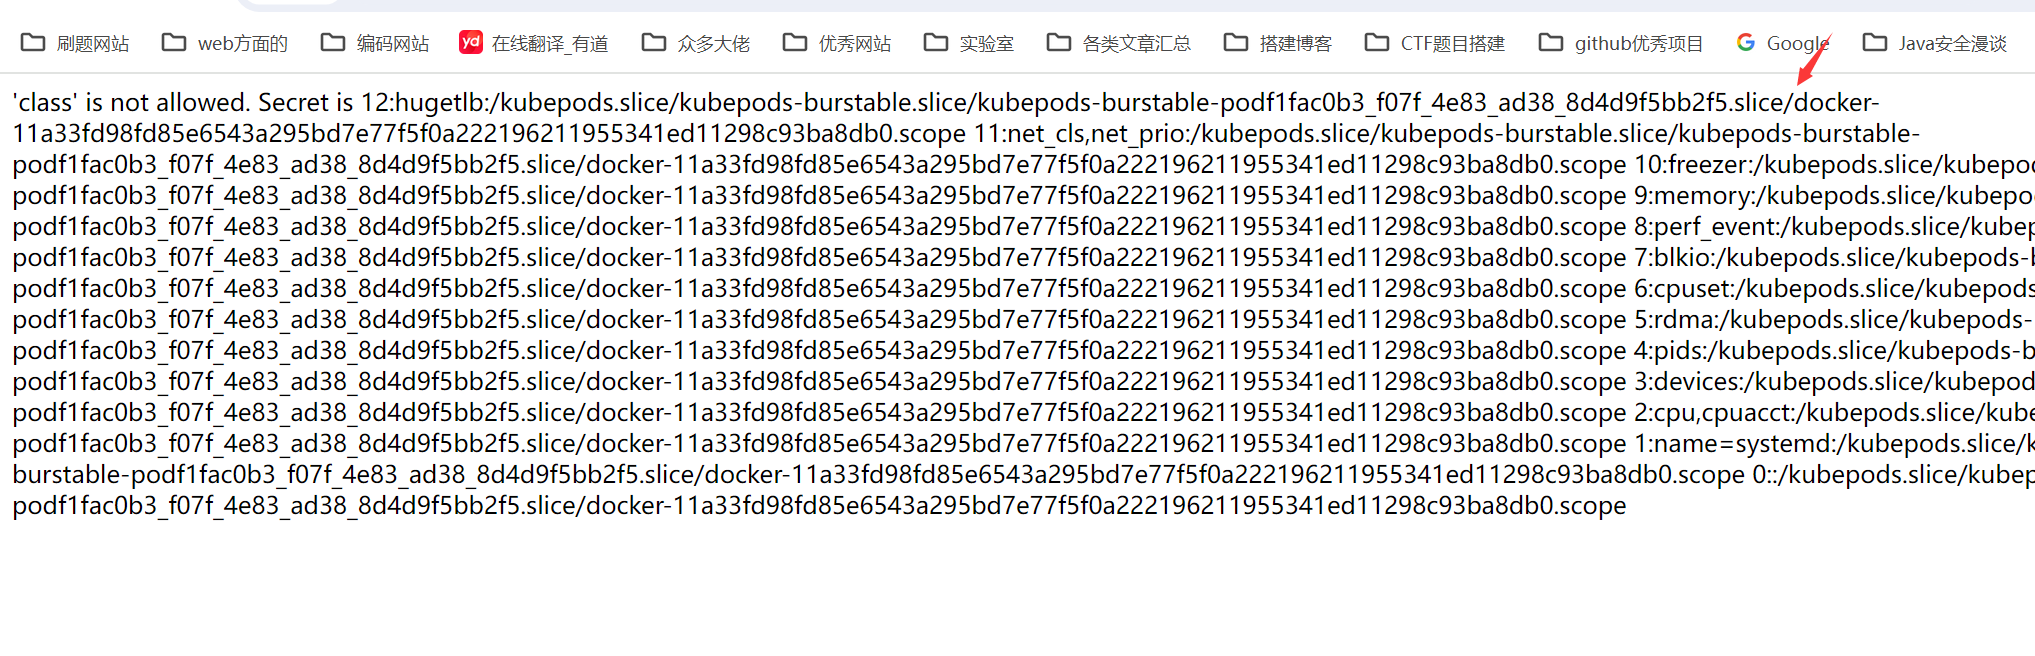 刷题网站 web方面的 编码网站 yd 在线翻译_有道 众多大佬 优秀网站 实验室 各类文章汇总 搭建博客 CTF题目搭建 github优秀项目 Google Java安全漫谈
'class' is not allowed. Secret is 12:hugetlb:/kubepods.slice/kubepods-burstable.slice/kubepods-burstable-podf1fac0b3_f07f_4e83_ad38_8d4d9f5bb2f5.slice/docker-
11a33fd98fd85e6543a295bd7e77f5f0a222196211955341ed11298c93ba8db0.scope 11:net_cls,net_prio:/kubepods.slice/kubepods-burstable.slice/kubepods-burstable-
podf1fac0b3_f07f_4e83_ad38_8d4d9f5bb2f5.slice/docker-11a33fd98fd85e6543a295bd7e77f5f0a222196211955341ed11298c93ba8db0.scope 10:freezer:/kubepods.slice/kubepo
podf1fac0b3_f07f_4e83_ad38_8d4d9f5bb2f5.slice/docker-11a33fd98fd85e6543a295bd7e77f5f0a222196211955341ed11298c93ba8db0.scope 9:memory:/kubepods.slice/kubepo
podf1fac0b3_f07f_4e83_ad38_8d4d9f5bb2f5.slice/docker-11a33fd98fd85e6543a295bd7e77f5f0a222196211955341ed11298c93ba8db0.scope 8:perf_event:/kubepods.slice/kubep
podf1fac0b3_f07f_4e83_ad38_8d4d9f5bb2f5.slice/docker-11a33fd98fd85e6543a295bd7e77f5f0a222196211955341ed11298c93ba8db0.scope 7:blkio:/kubepods.slice/kubepods-b
podf1fac0b3_f07f_4e83_ad38_8d4d9f5bb2f5.slice/docker-11a33fd98fd85e6543a295bd7e77f5f0a222196211955341ed11298c93ba8db0.scope 6:cpuset:/kubepods.slice/kubepods
podf1fac0b3_f07f_4e83_ad38_8d4d9f5bb2f5.slice/docker-11a33fd98fd85e6543a295bd7e77f5f0a222196211955341ed11298c93ba8db0.scope 5:rdma:/kubepods.slice/kubepods-
podf1fac0b3_f07f_4e83_ad38_8d4d9f5bb2f5.slice/docker-11a33fd98fd85e6543a295bd7e77f5f0a222196211955341ed11298c93ba8db0.scope 4:pids:/kubepods.slice/kubepods-b
podf1fac0b3_f07f_4e83_ad38_8d4d9f5bb2f5.slice/docker-11a33fd98fd85e6543a295bd7e77f5f0a222196211955341ed11298c93ba8db0.scope 3:devices:/kubepods.slice/kubepod
podf1fac0b3_f07f_4e83_ad38_8d4d9f5bb2f5.slice/docker-11a33fd98fd85e6543a295bd7e77f5f0a222196211955341ed11298c93ba8db0.scope 2:cpu,cpuacct:/kubepods.slice/kube
podf1fac0b3_f07f_4e83_ad38_8d4d9f5bb2f5.slice/docker-11a33fd98fd85e6543a295bd7e77f5f0a222196211955341ed11298c93ba8db0.scope 1:name=systemd:/kubepods.slice/k
burstable-podf1fac0b3_f07f_4e83_ad38_8d4d9f5bb2f5.slice/docker-11a33fd98fd85e6543a295bd7e77f5f0a222196211955341ed11298c93ba8db0.scope 0::/kubepods.slice/kubep
podf1fac0b3_f07f_4e83_ad38_8d4d9f5bb2f5.slice/docker-11a33fd98fd85e6543a295bd7e77f5f0a222196211955341ed11298c93ba8db0.scope